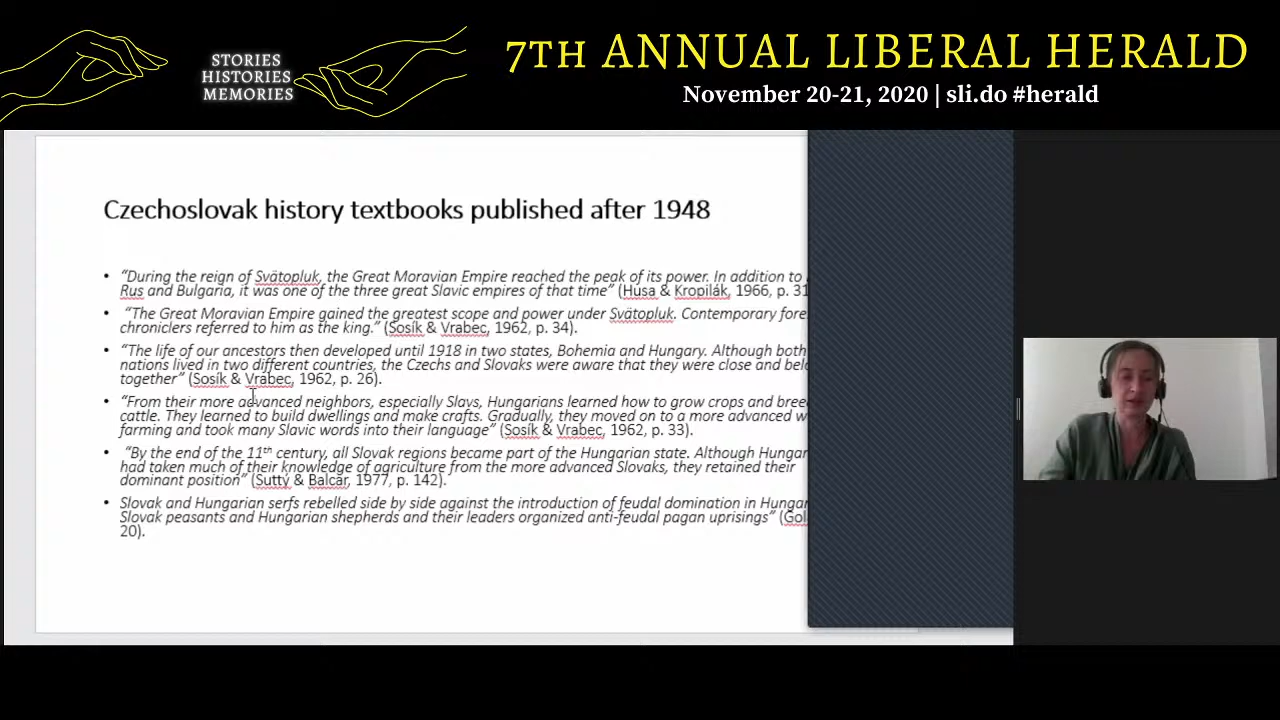 STORIES
HISTORIES
MEMORIES
7TH ANNUAL LIBERAL HERALD
November 20-21, 2020 | sli.do #herald
Czechoslovak history textbooks published after 1948
• “During the reign of Svätopluk, the Great Moravian Empire reached the peak of its power. In addition to
Rus and Bulgaria, it was one of the three great Slavic empires of that time” (Husa & Kropilák, 1966, p. 31
• “The Great Moravian Empire gained the greatest scope and power under Svätopluk. Contemporary
chroniclers referred to him as the king.” (Sosík & Vrabec, 1962, p. 34).
• “The life of our ancestors then developed until 1918 in two states, Bohemia and Hungary. Although both
nations lived in two different countries, the Czechs and Slovaks were aware that they were close and
together” (Sosík & Vrabec, 1962, p. 26).
• “From their more advanced neighbors, especially Slavs, Hungarians learned how to grow crops and
cattle. They learned to build dwellings and make crafts. Gradually, they moved on to a more advanced
farming and took many Slavic words into their language” (Sosík & Vrabec, 1962, p. 33).
• “By the end of the 11th century, all Slovak regions became part of the Hungarian state. Although
had taken much of their knowledge of agriculture from the more advanced Slovaks, they retained their
dominant position” (Suttý & Balcar, 1977, p. 142).
• Slovak and Hungarian serfs rebelled side by side against the introduction of feudal domination in
Slovak peasants and Hungarian shepherds and their leaders organized anti-feudal pagan uprisings”
20).